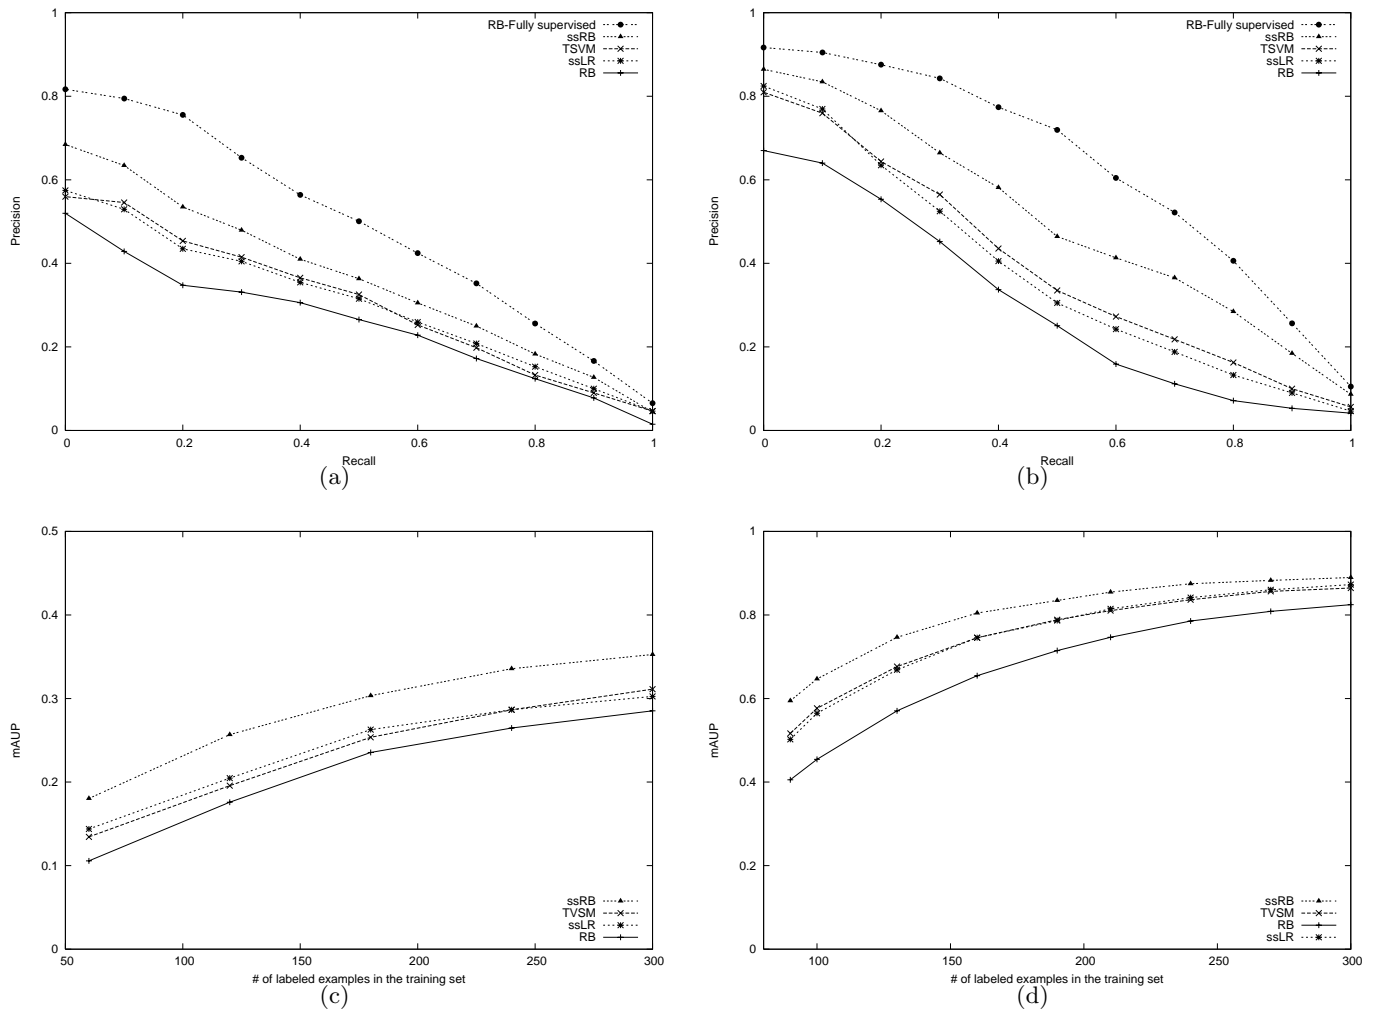 1
0.8
0.6
0.4
0.2
0
Precision
RB-Fully supervised
ssRB
TSVM
ssLR
RB
0 0.2 0.4 0.6 0.8 1
Recall
(a)
1
0.8
0.6
0.4
0.2
0
Precision
RB-Fully supervised
ssRB
TSVM
ssLR
RB
0 0.2 0.4 0.6 0.8 1
Recall
(b)
0.5
0.4
0.3
0.2
0.1
0
mAUP
ssRB
TVSM
ssLR
RB
50 100 150 200 250 300
# of labeled examples in the training set
(c)
1
0.8
0.6
0.4
0.2
0
mAUP
ssRB
TVSM
RB
ssLR
100 150 200 250 300
# of labeled examples in the training set
(d)